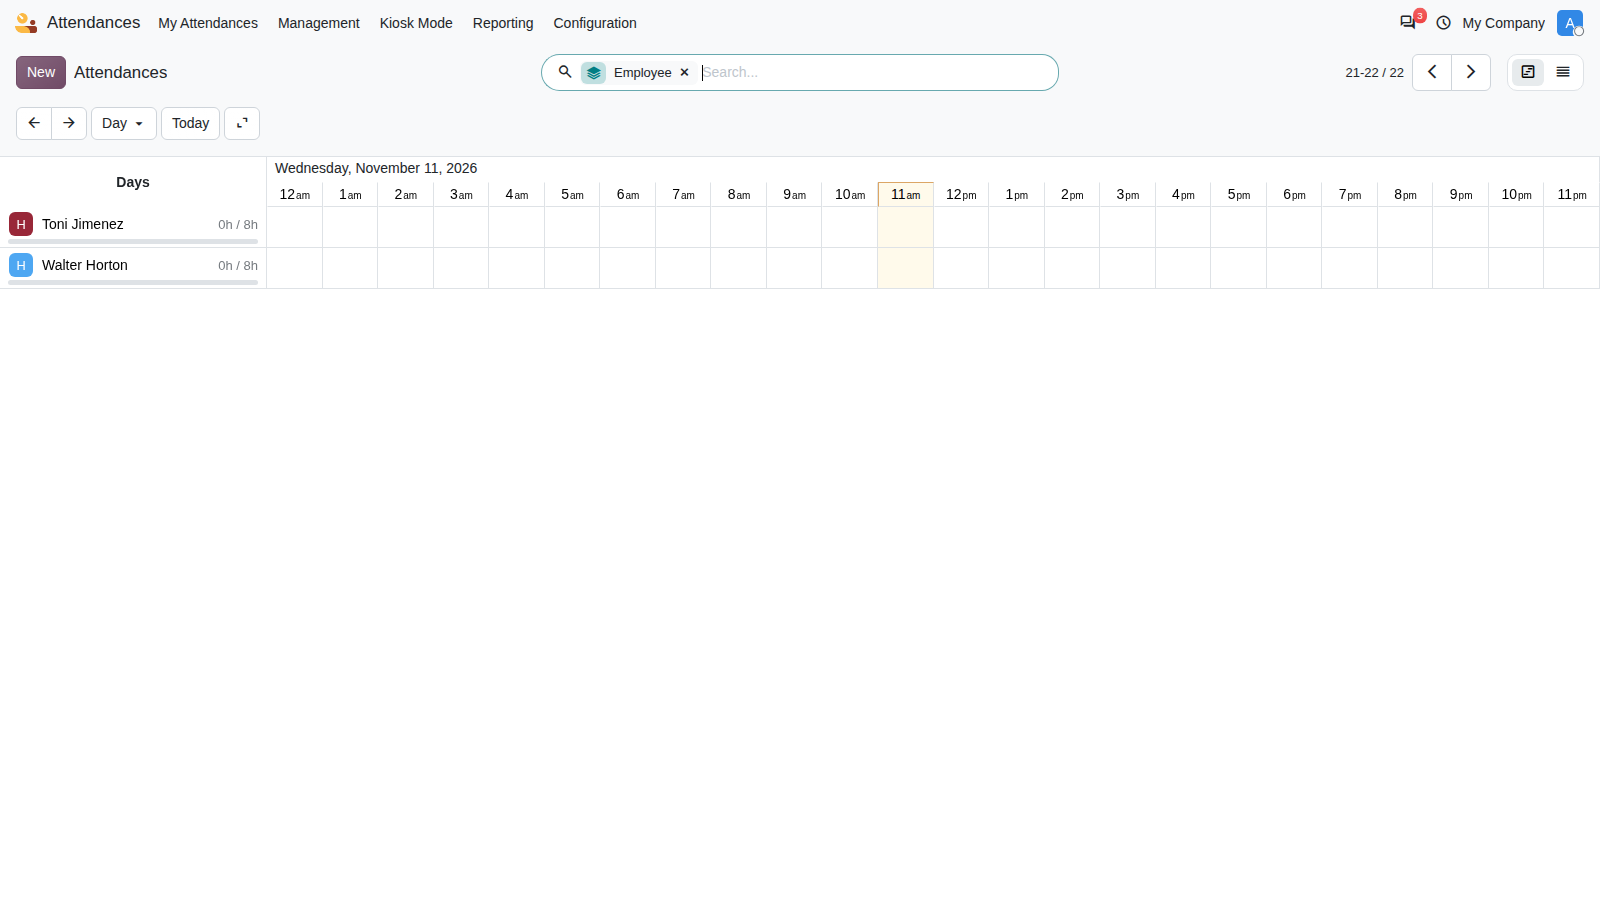 Attendances My Attendances Management Kiosk Mode Reporting Configuration 3 My Company A
New Attendances Employee × Search... 21-22 / 22
Day Today
Wednesday, November 11, 2026
Days
12am 1am 2am 3am 4am 5am 6am 7am 8am 9am 10am 11am 12pm 1pm 2pm 3pm 4pm 5pm 6pm 7pm 8pm 9pm 10pm 11pm
H Toni Jimenez 0h / 8h
H Walter Horton 0h / 8h